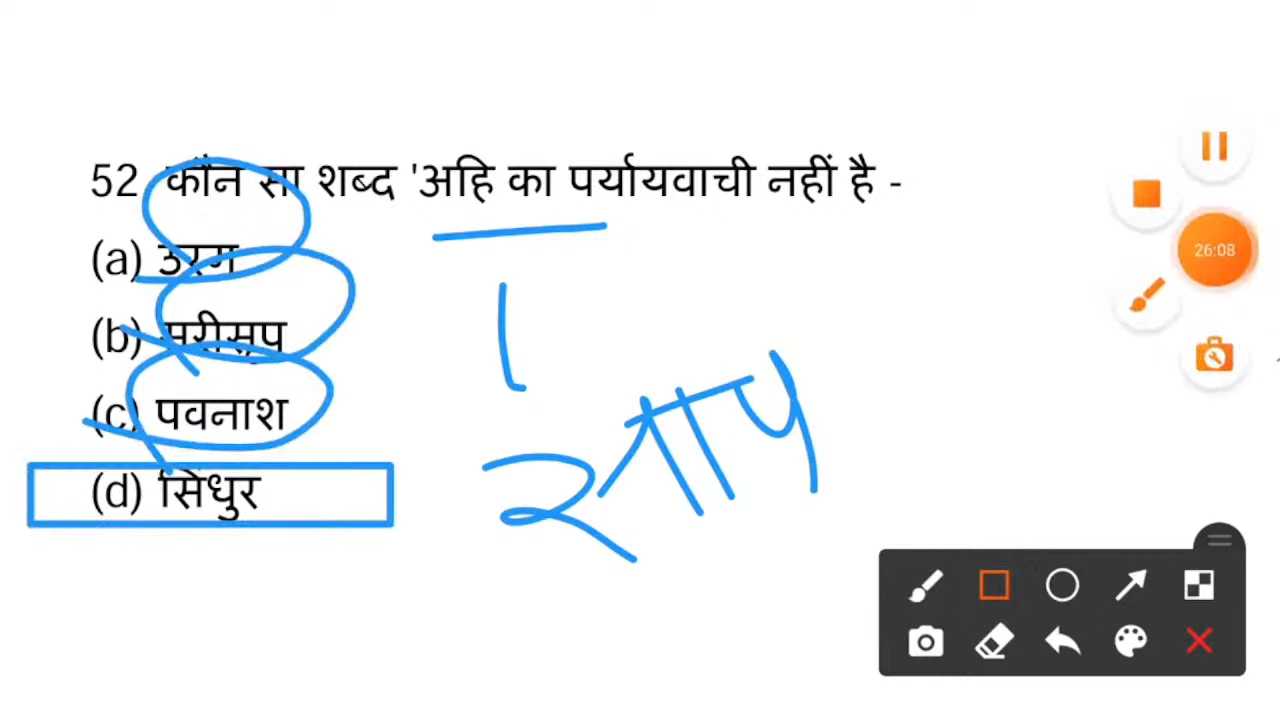 52 कौन सा शब्द 'अहि का पर्यायवाची नहीं है -
(a) उरग
(b) सरीसृप
(c) पवनाश
(d) सिंधुर
साप
26:08